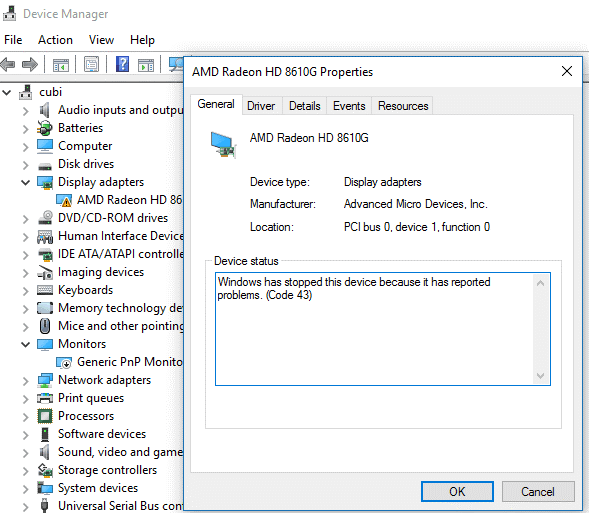 Device Manager
File Action View Help
AMD Radeon HD 8610G Properties
General Driver Details Events Resources
AMD Radeon HD 8610G
Device type: Display adapters
Manufacturer: Advanced Micro Devices, Inc.
Location: PCI bus 0, device 1, function 0
Device status
Windows has stopped this device because it has reported
problems. (Code 43)
OK Cancel
cubi
Audio inputs and outpu
Batteries
Computer
Disk drives
Display adapters
AMD Radeon HD 86
DVD/CD-ROM drives
Human Interface Device
IDE ATA/ATAPI controlle
Imaging devices
Keyboards
Memory technology de
Mice and other pointing
Monitors
Generic PnP Monito
Network adapters
Print queues
Processors
Software devices
Sound, video and game
Storage controllers
System devices
Universal Serial Bus con